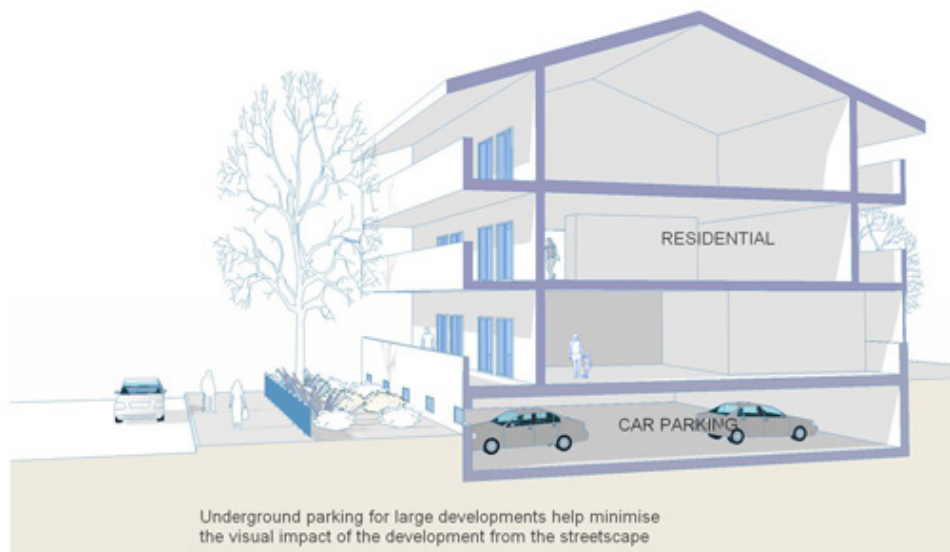 RESIDENTIAL
CAR PARKING
Underground parking for large developments help minimise
the visual impact of the development from the streetscape